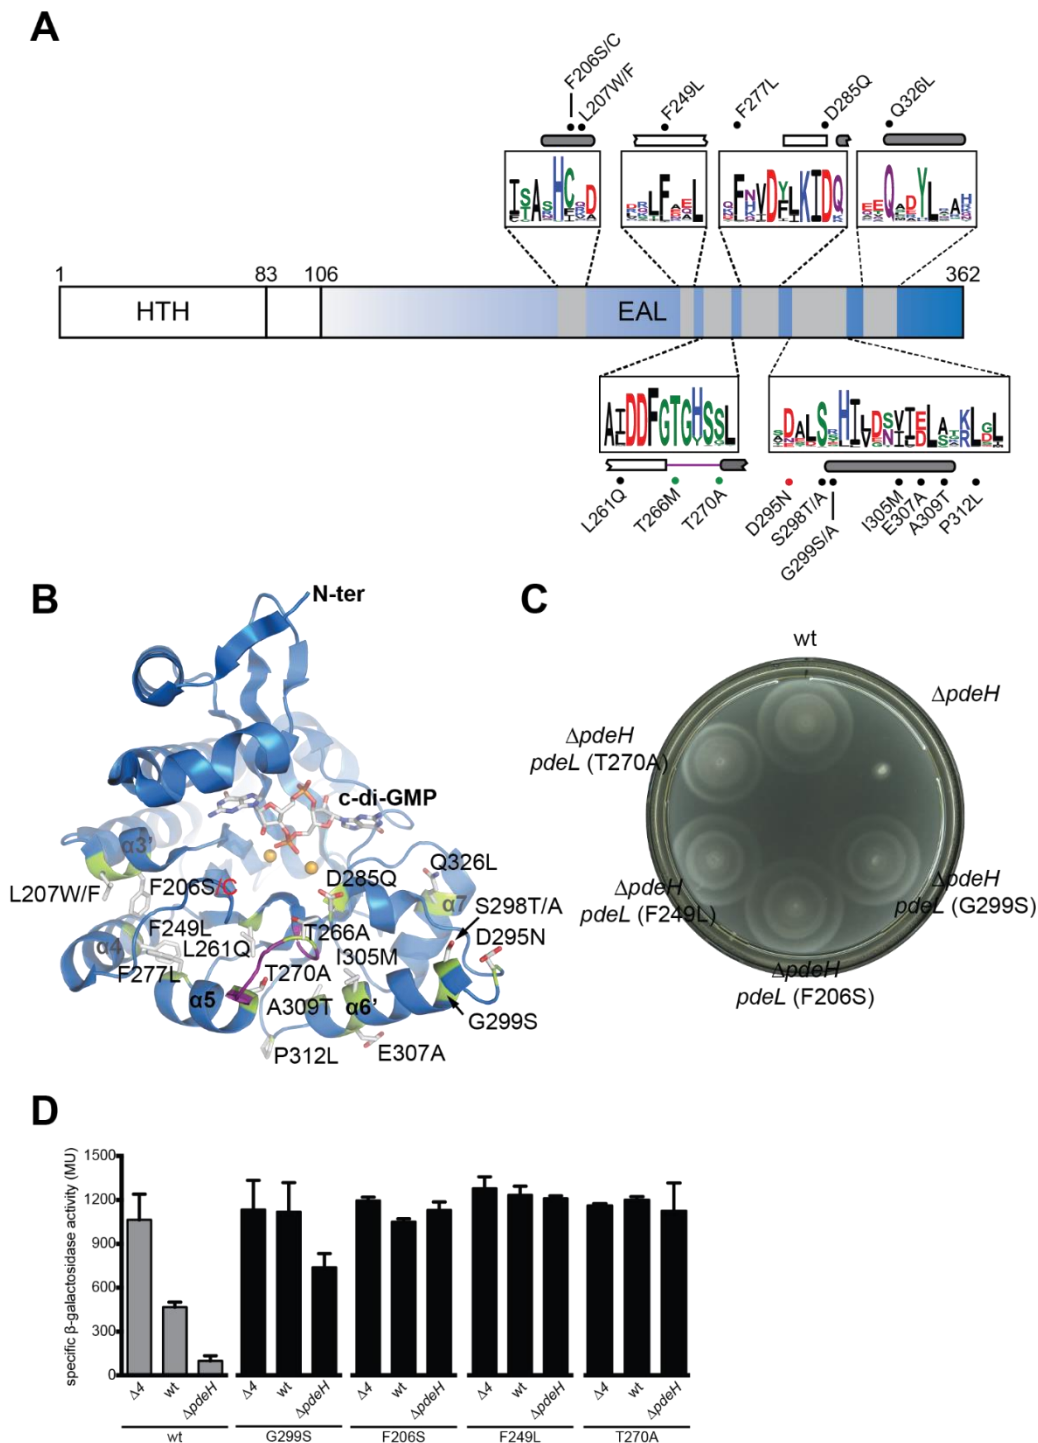 A
F206S/C
L207W/F
F249L
F277L
D285Q
Q326L
1
83
106
362
HTH
EAL
AIDDFGTGHSSL
L261Q
T266M
T270A
D295N
S298T/A
G299S/A
I305M
E307A
A309T
P312L
B
N-ter
c-di-GMP
α3'
L207W/F
F206S/C
Q326L
D285Q
α7
S298T/A
F249L
α4
T266A
D295N
L261Q
I305M
F277L
T270A
α5
A309T
α6'
G299S
P312L
E307A
C
wt
ΔpdeH
ΔpdeH
pdeL (T270A)
ΔpdeH
pdeL (F249L)
ΔpdeH
pdeL (G299S)
ΔpdeH
pdeL (F206S)
D
specific β-galactosidase activity (MU)
1500
1200
900
600
300
0
Δ4 wt ΔpdeH Δ4 wt ΔpdeH Δ4 wt ΔpdeH Δ4 wt ΔpdeH Δ4 wt ΔpdeH
wt G299S F206S F249L T270A